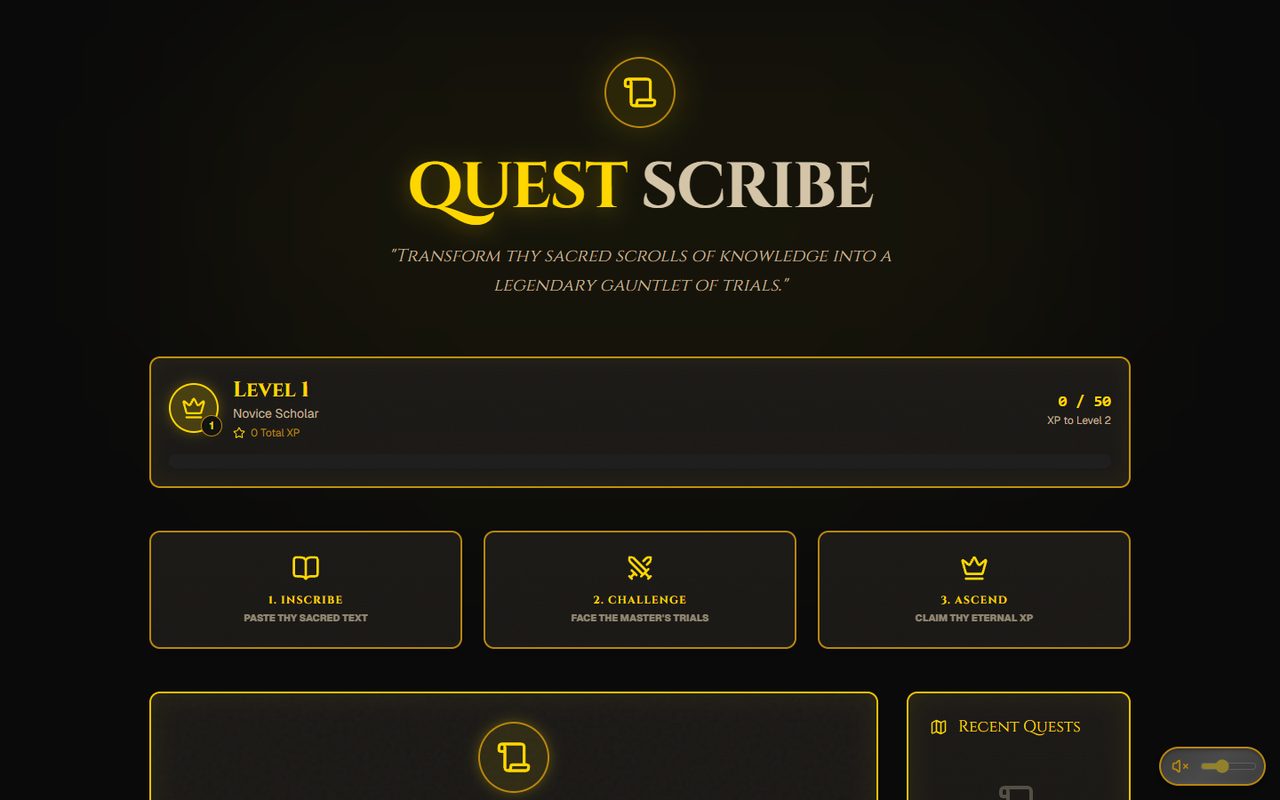 QUEST SCRIBE
"Transform thy sacred scrolls of knowledge into a
legendary gauntlet of trials."
Level 1
Novice Scholar
1
0 Total XP
0 / 50
XP to Level 2
1. INSCRIBE
PASTE THY SACRED TEXT
2. CHALLENGE
FACE THE MASTER'S TRIALS
3. ASCEND
CLAIM THY ETERNAL XP
Recent Quests